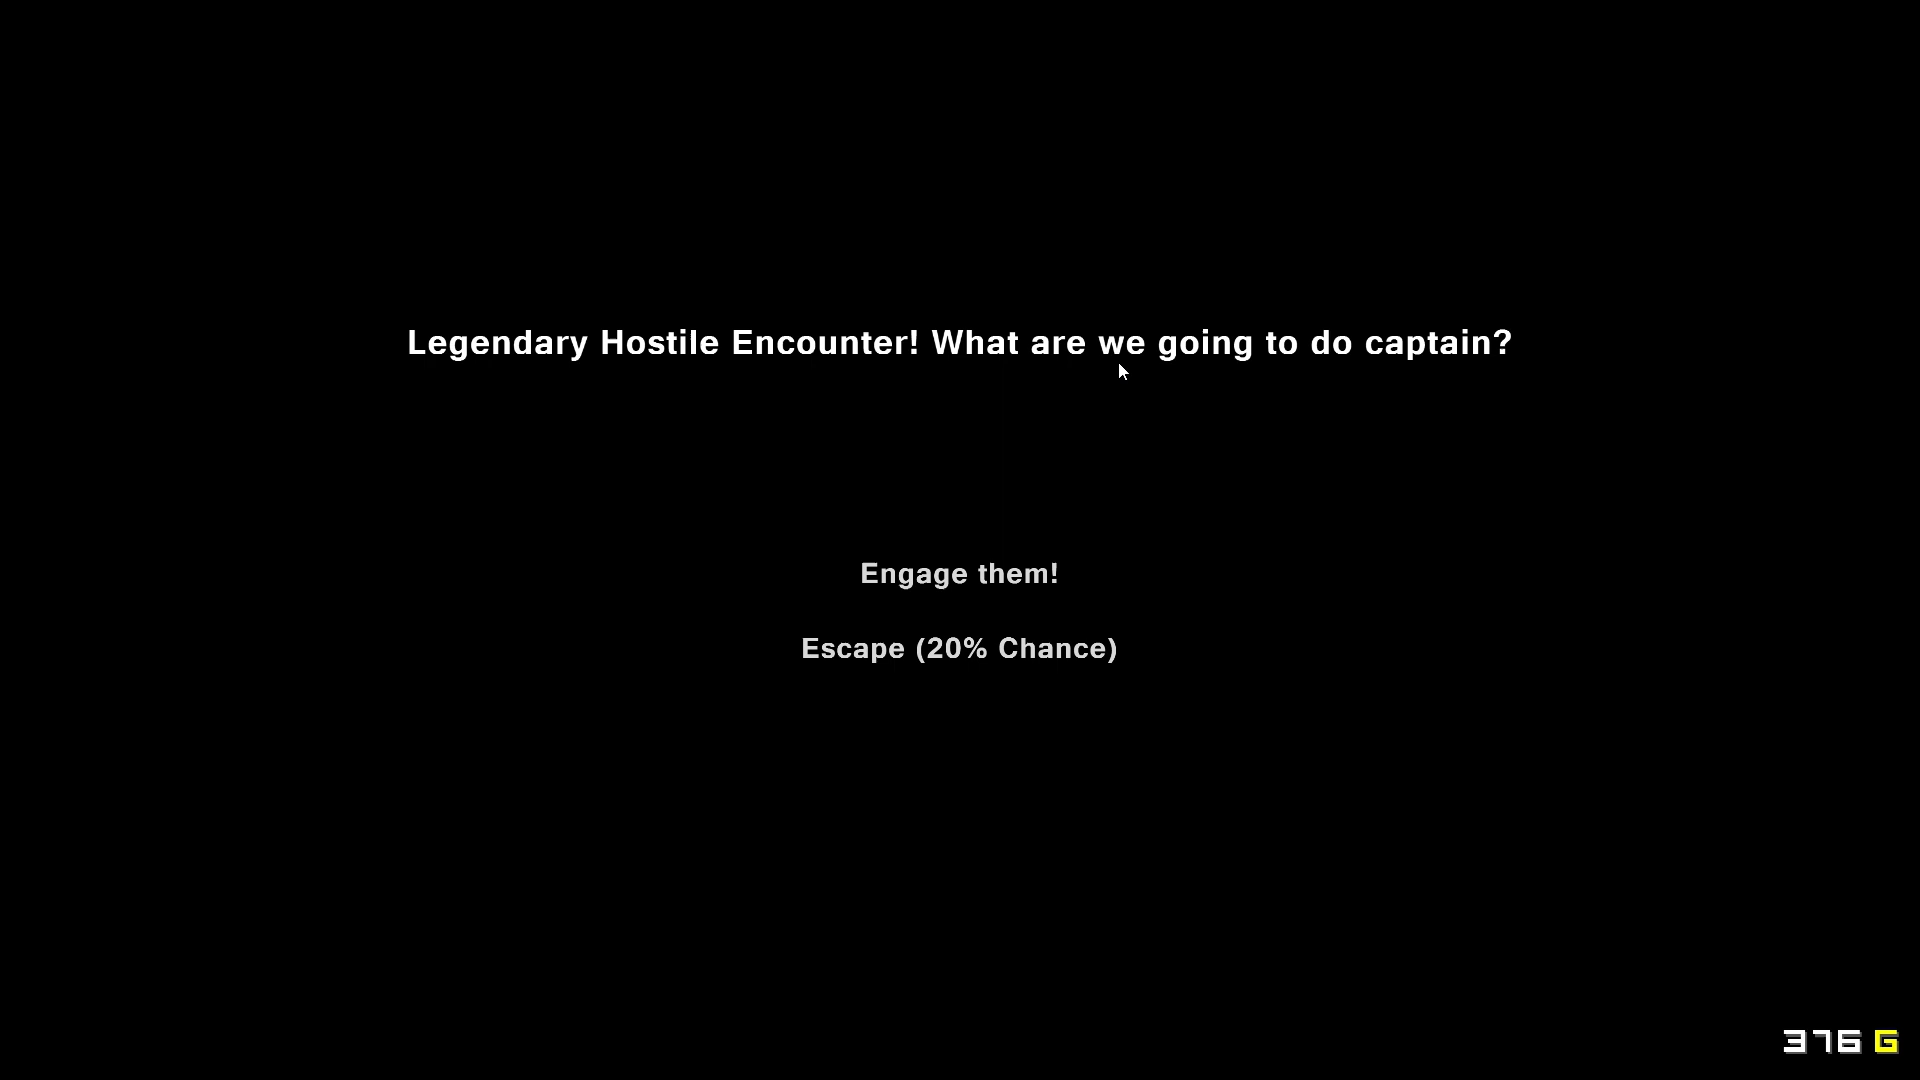 Legendary Hostile Encounter! What are we going to do captain?
Engage them!
Escape (20% Chance)
376 G